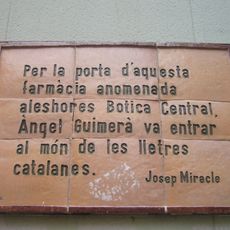 Per la porta d'aquesta
farmàcia anomenada
aleshores Botica Central,
Àngel Guimerà va entrar
al món de les lletres
catalanes.
Josep Miracle